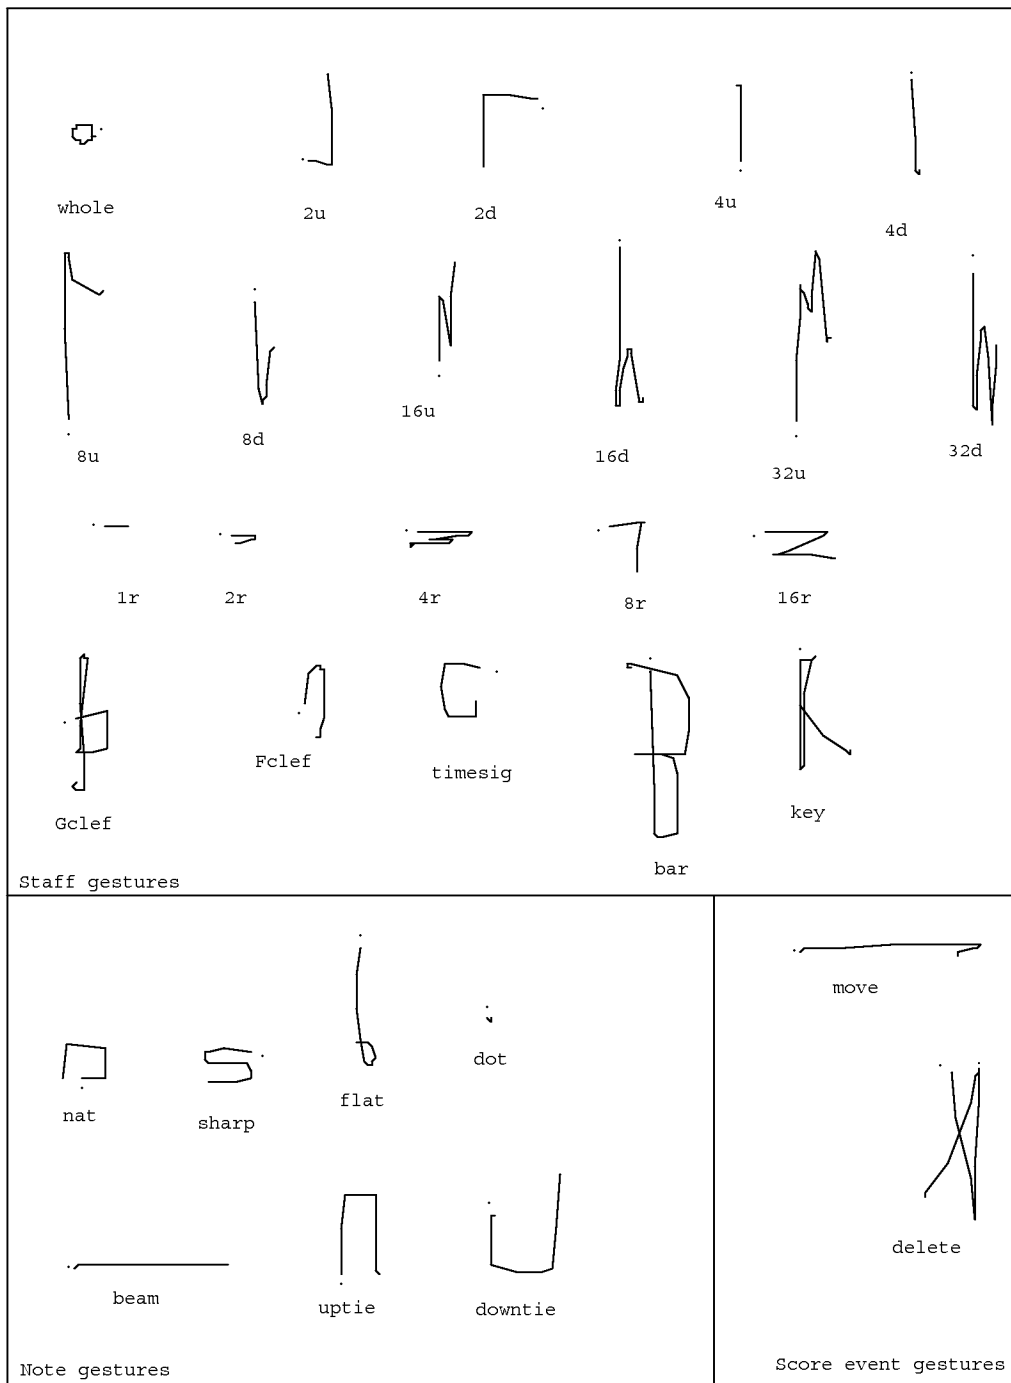 whole 2u 2d 4u 4d
8u 8d 16u 16d 32u 32d
1r 2r 4r 8r 16r
Gclef Fclef timesig bar key
Staff gestures
nat sharp flat dot
beam uptie downtie
Note gestures
move
delete
Score event gestures